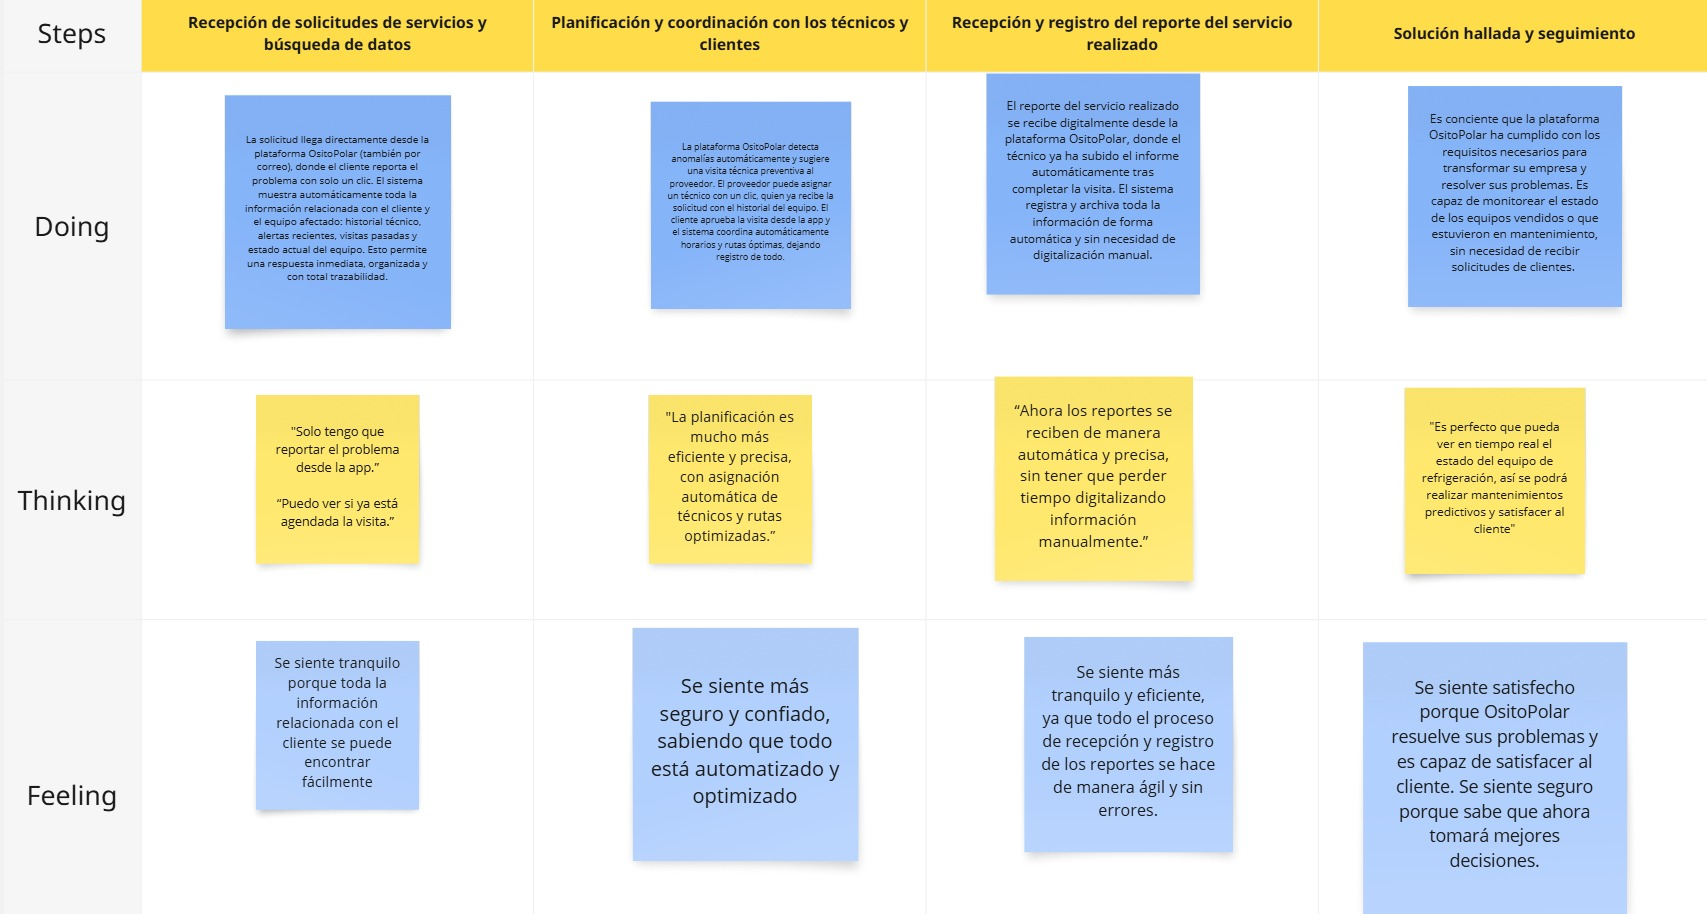 Steps
Recepción de solicitudes de servicios y
búsqueda de datos
Planificación y coordinación con los técnicos y
clientes
Recepción y registro del reporte del servicio
realizado
Solución hallada y seguimiento
Doing
La solicitud llega directamente desde la
plataforma OsitoPolar (también por
correo), donde el cliente reporta el
problema con solo un clic. El sistema
muestra automáticamente toda la
información relacionada con el cliente y
el equipo afectado: historial técnico,
alertas recientes, visitas pasadas y
estado actual del equipo. Esto permite
una respuesta inmediata, organizada y
con total trazabilidad.
La plataforma OsitoPolar detecta
anomalías automáticamente y sugiere
una visita técnica preventiva al
proveedor. El proveedor puede asignar
un técnico con un clic, quien ya recibe la
solicitud con el historial del equipo. El
cliente aprueba la visita desde la app y
el sistema coordina automáticamente
horarios y rutas óptimas, dejando
registro de todo.
El reporte del servicio realizado
se recibe digitalmente desde la
plataforma OsitoPolar, donde el
técnico ya ha subido el informe
automáticamente tras
completar la visita. El sistema
registra y archiva toda la
información de forma
automática y sin necesidad de
digitalización manual.
Es conciente que la plataforma
OsitoPolar ha cumplido con los
requisitos necesarios para
transformar su empresa y
resolver sus problemas. Es
capaz de monitorear el estado
de los equipos vendidos o que
estuvieron en mantenimiento,
sin necesidad de recibir
solicitudes de clientes.
Thinking
"Solo tengo que
reportar el problema
desde la app.”
“Puedo ver si ya está
agendada la visita.”
"La planificación es
mucho más
eficiente y precisa,
con asignación
automática de
técnicos y rutas
optimizadas.”
“Ahora los reportes se
reciben de manera
automática y precisa,
sin tener que perder
tiempo digitalizando
información
manualmente.”
"Es perfecto que pueda
ver en tiempo real el
estado del equipo de
refrigeración, así se podrá
realizar mantenimientos
predictivos y satisfacer al
cliente"
Feeling
Se siente tranquilo
porque toda la
información
relacionada con el
cliente se puede
encontrar
fácilmente
Se siente más
seguro y confiado,
sabiendo que todo
está automatizado y
optimizado
Se siente más
tranquilo y eficiente,
ya que todo el proceso
de recepción y registro
de los reportes se hace
de manera ágil y sin
errores.
Se siente satisfecho
porque OsitoPolar
resuelve sus problemas y
es capaz de satisfacer al
cliente. Se siente seguro
porque sabe que ahora
tomará mejores
decisiones.